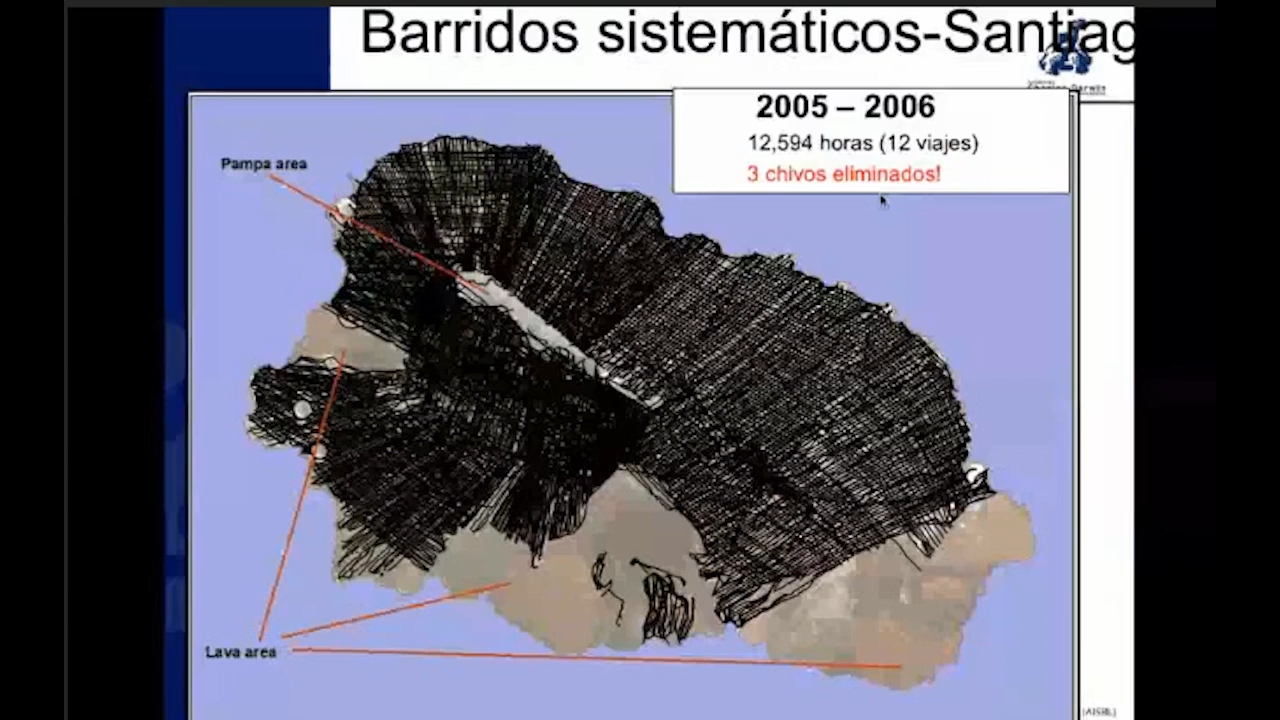 Barridos sistemáticos-Santiag
2005 – 2006
12,594 horas (12 viajes)
3 chivos eliminados!
Pampa area
Lava area